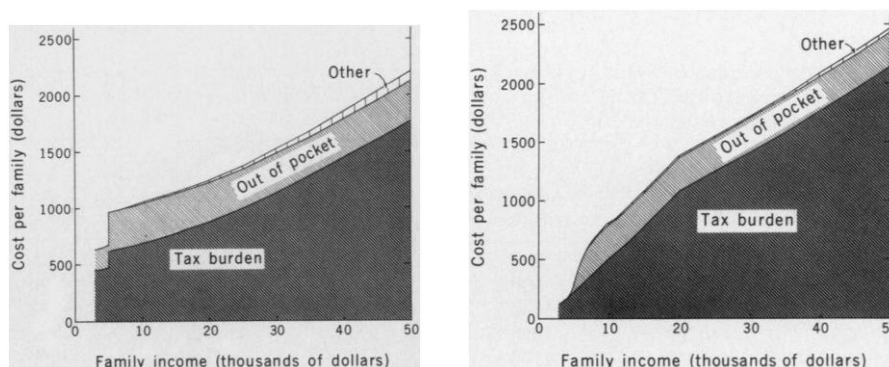 Cost per family (dollars)
2500
2000
1500
1000
500
0
Other
Out of pocket
Tax burden
0 10 20 30 40 50
Family income (thousands of dollars)
Cost per family (dollars)
2500
2000
1500
1000
500
0
Other
Out of pocket
Tax burden
0 10 20 30 40 50
Family income (thousands of dollars)